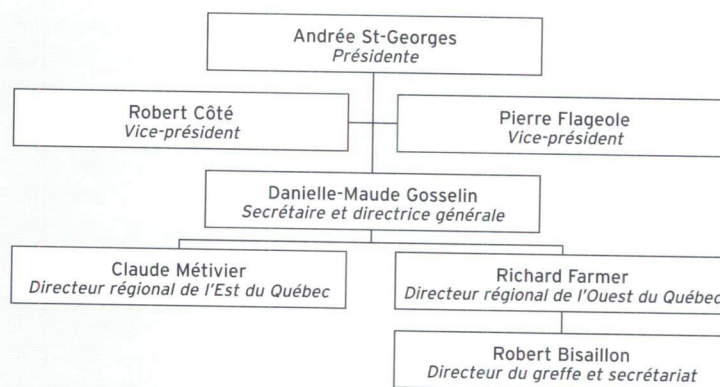 Andrée St-Georges
Présidente
Robert Côté
Vice-président
Pierre Flageole
Vice-président
Danielle-Maude Gosselin
Secrétaire et directrice générale
Claude Métivier
Directeur régional de l'Est du Québec
Richard Farmer
Directeur régional de l'Ouest du Québec
Robert Bisaillon
Directeur du greffe et secrétariat